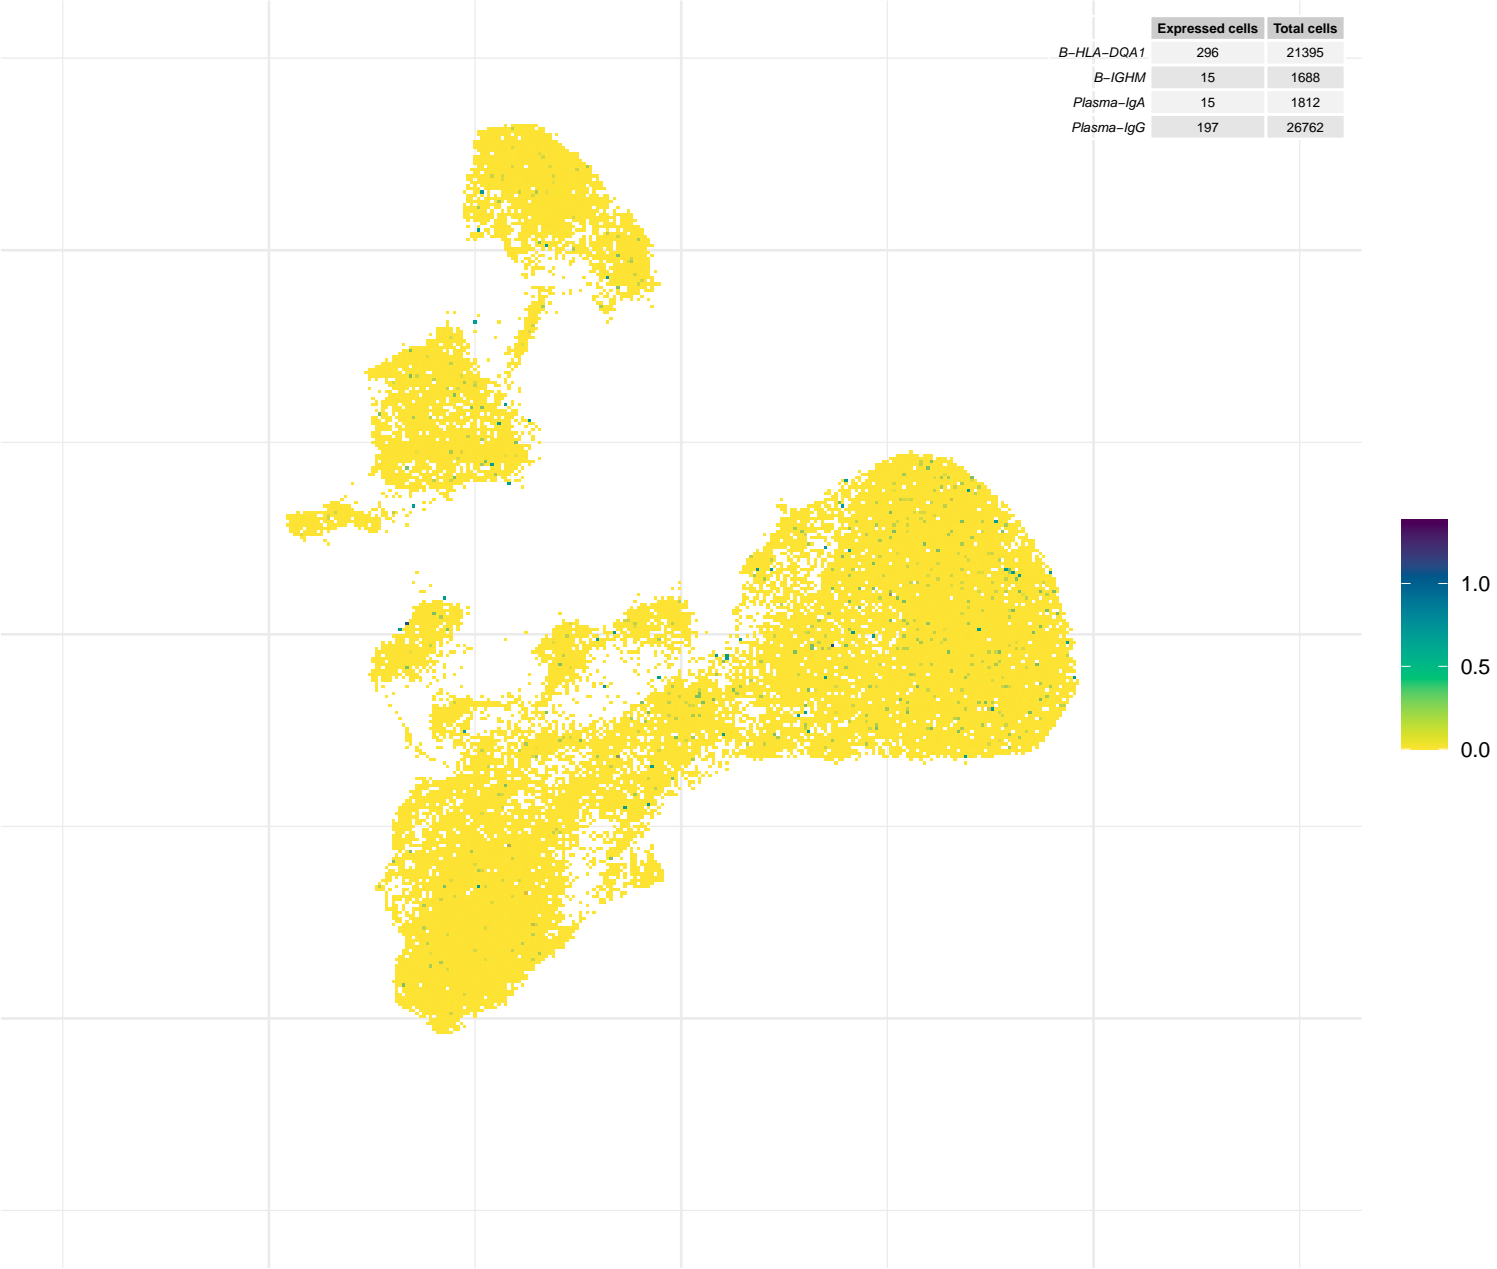 Expressed cells Total cells
B−HLA−DQA1 296 21395
B−IGHM 15 1688
Plasma−IgA 15 1812
Plasma−IgG 197 26762
1.0
0.5
0.0